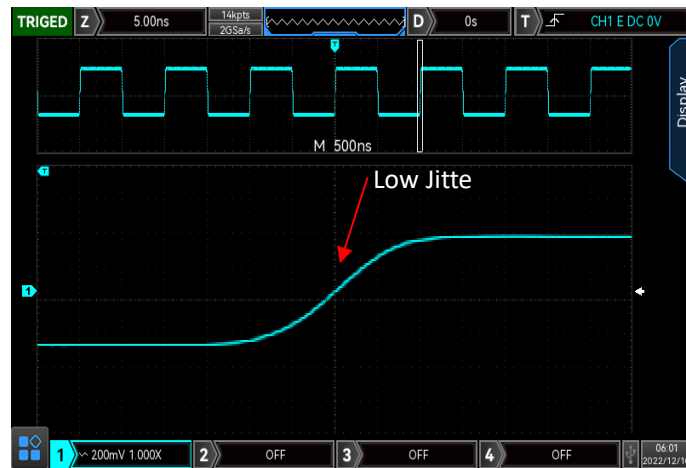 TRIGED Z 5.00ns 14kpts D 0s T CH1 E DC 0V
2GSa/s
T
Display
M 500ns
T
Low Jitte
1
1 200mV 1.000X 2 OFF 3 OFF 4 OFF 06:01
2022/12/10